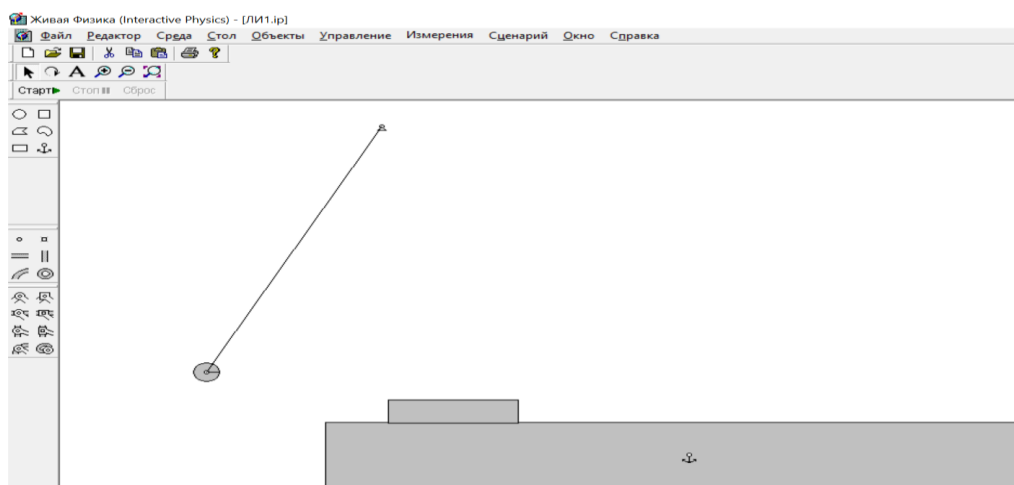 Живая Физика (Interactive Physics) - [ЛИ1.ip]
Файл Редактор Среда Стол Объекты Управление Измерения Сценарий Окно Справка
Старт Стоп Сброс